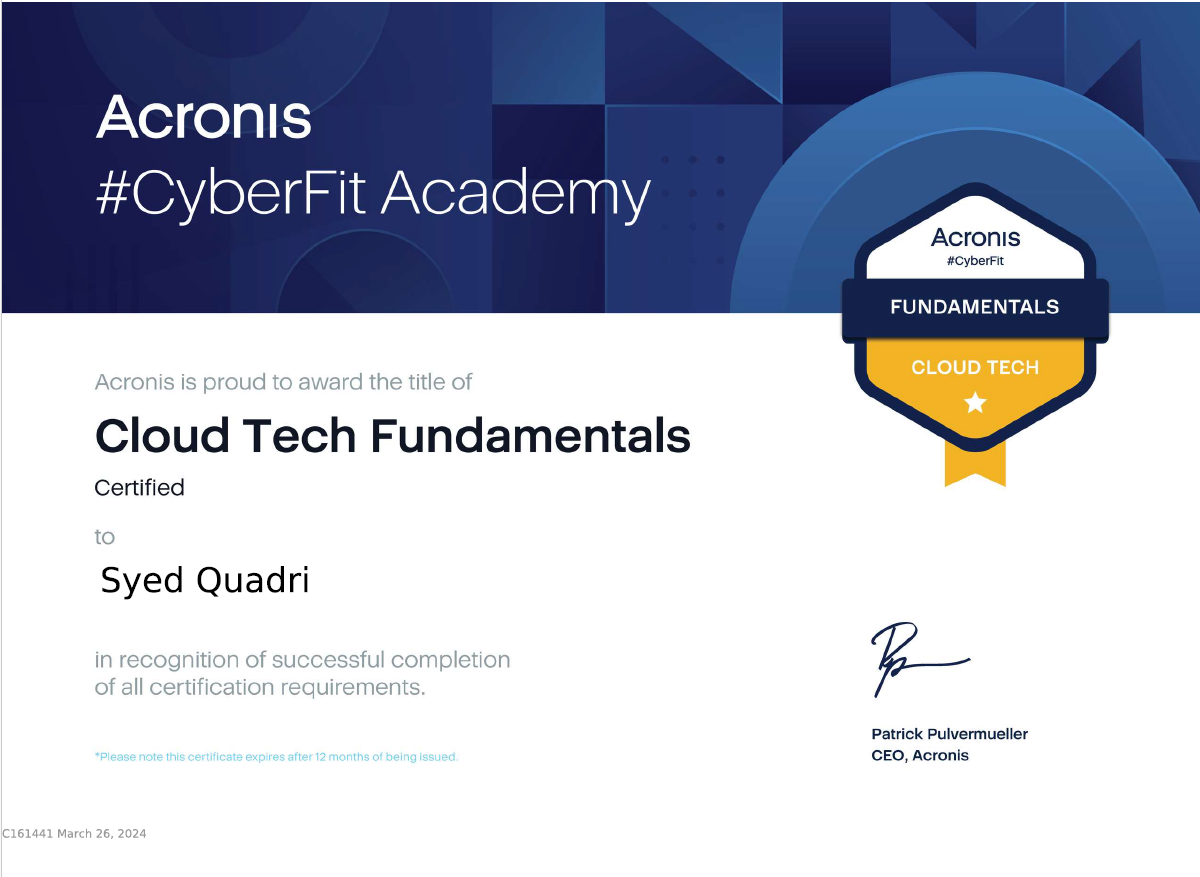 Acronis
#CyberFit Academy
Acronis
#CyberFit
FUNDAMENTALS
CLOUD TECH
Acronis is proud to award the title of
Cloud Tech Fundamentals
Certified
to
Syed Quadri
in recognition of successful completion
of all certification requirements.
*Please note this certificate expires after 12 months of being issued.
Patrick Pulvermueller
CEO, Acronis
C161441 March 26, 2024